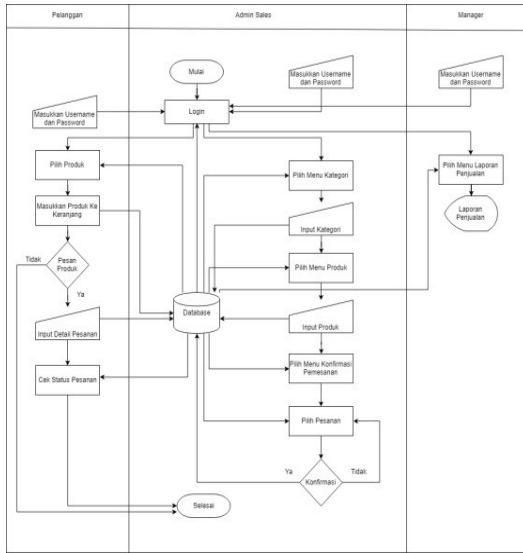 Pelanggan
Admin Sales
Manager
Mulai
Masukkan Username
dan Password
Masukkan Username
dan Password
Masukkan Username
dan Password
Login
Pilih Produk
Pilih Menu Kategori
Pilih Menu Laporan
Penjualan
Masukkan Produk Ke
Keranjang
Input Kategori
Laporan
Penjualan
Tidak
Pesan
Produk
Pilih Menu Produk
Ya
Database
Input Detail Pesanan
Input Produk
Cek Status Pesanan
Pilih Menu Konfirmasi
Pemesanan
Pilih Pesanan
Ya
Konfirmasi
Tidak
Selesai